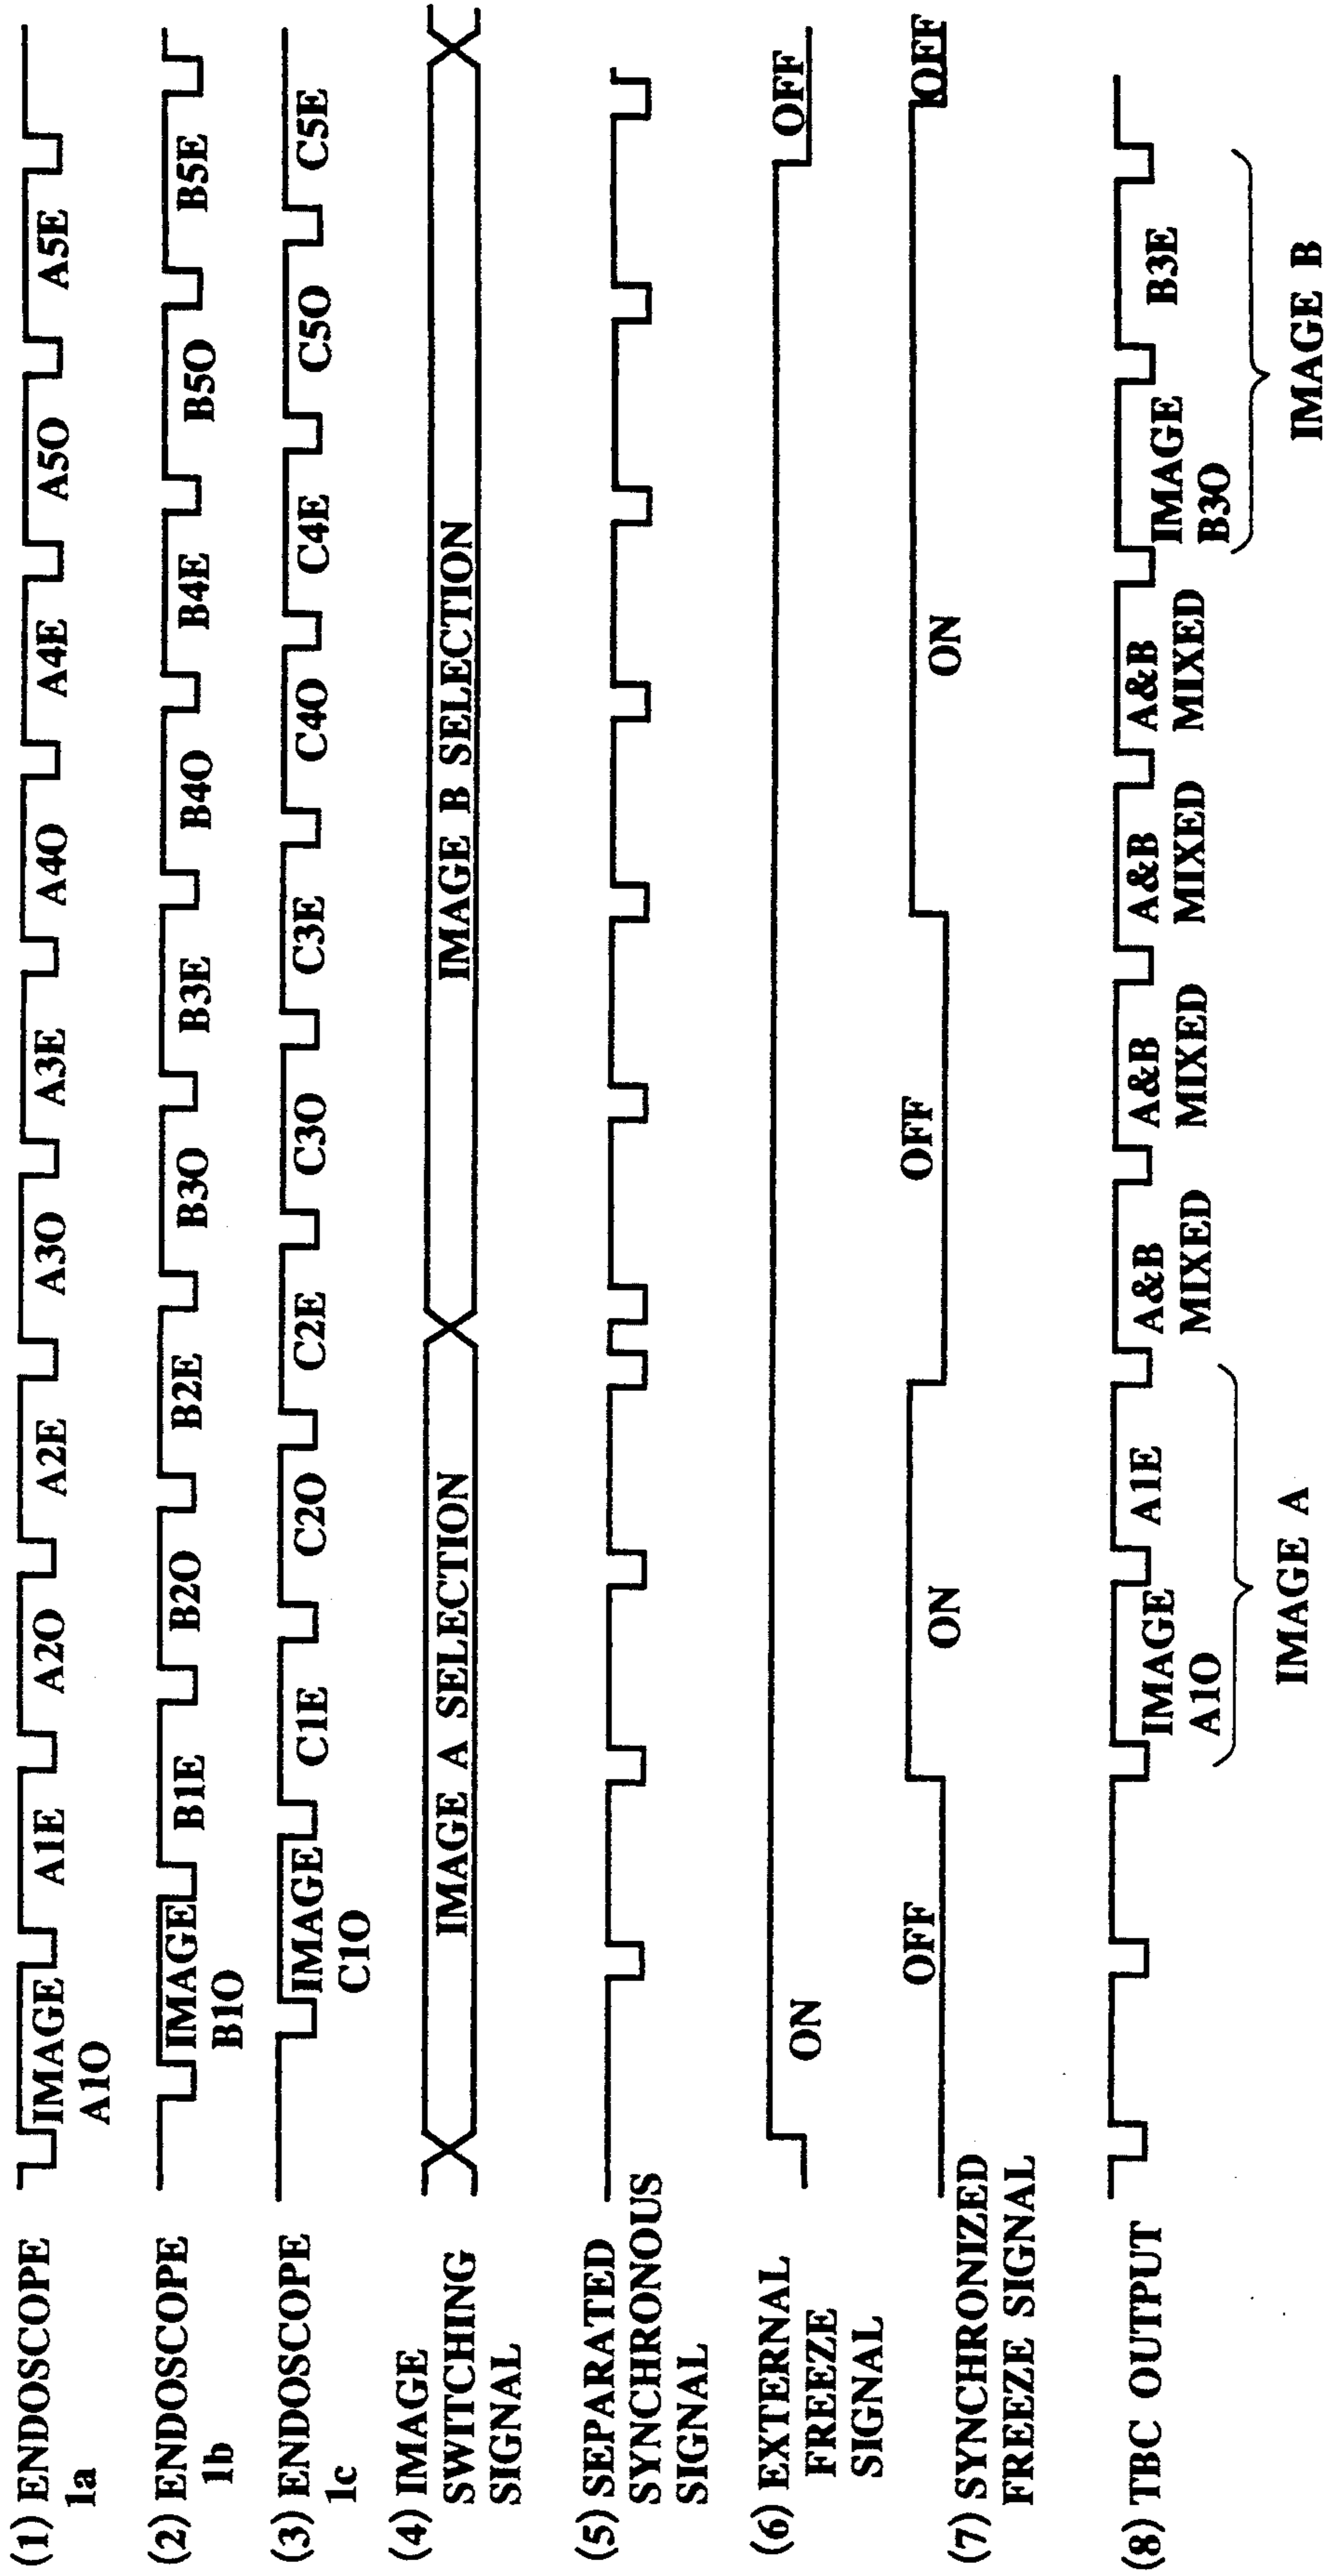 (1) ENDOSCOPE
1a
IMAGE
A1O
A1E
A2O
A2E
A3O
A3E
A4O
A4E
A5O
A5E
(2) ENDOSCOPE
1b
IMAGE
B1O
B1E
B2O
B2E
B3O
B3E
B4O
B4E
B5O
B5E
(3) ENDOSCOPE
1c
IMAGE
C1O
C1E
C2O
C2E
C3O
C3E
C4O
C4E
C5O
C5E
(4) IMAGE
SWITCHING
SIGNAL
IMAGE A SELECTION
IMAGE B SELECTION
(5) SEPARATED
SYNCHRONOUS
SIGNAL
(6) EXTERNAL
FREEZE
SIGNAL
ON
OFF
(7) SYNCHRONIZED
FREEZE SIGNAL
OFF
ON
OFF
ON
OFF
(8) TBC OUTPUT
IMAGE
A1O
A1E
A&B
MIXED
A&B
MIXED
A&B
MIXED
A&B
MIXED
IMAGE
B3O
B3E
IMAGE A
IMAGE B